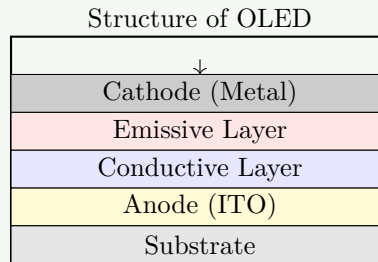 Structure of OLED
Cathode (Metal)
Emissive Layer
Conductive Layer
Anode (ITO)
Substrate